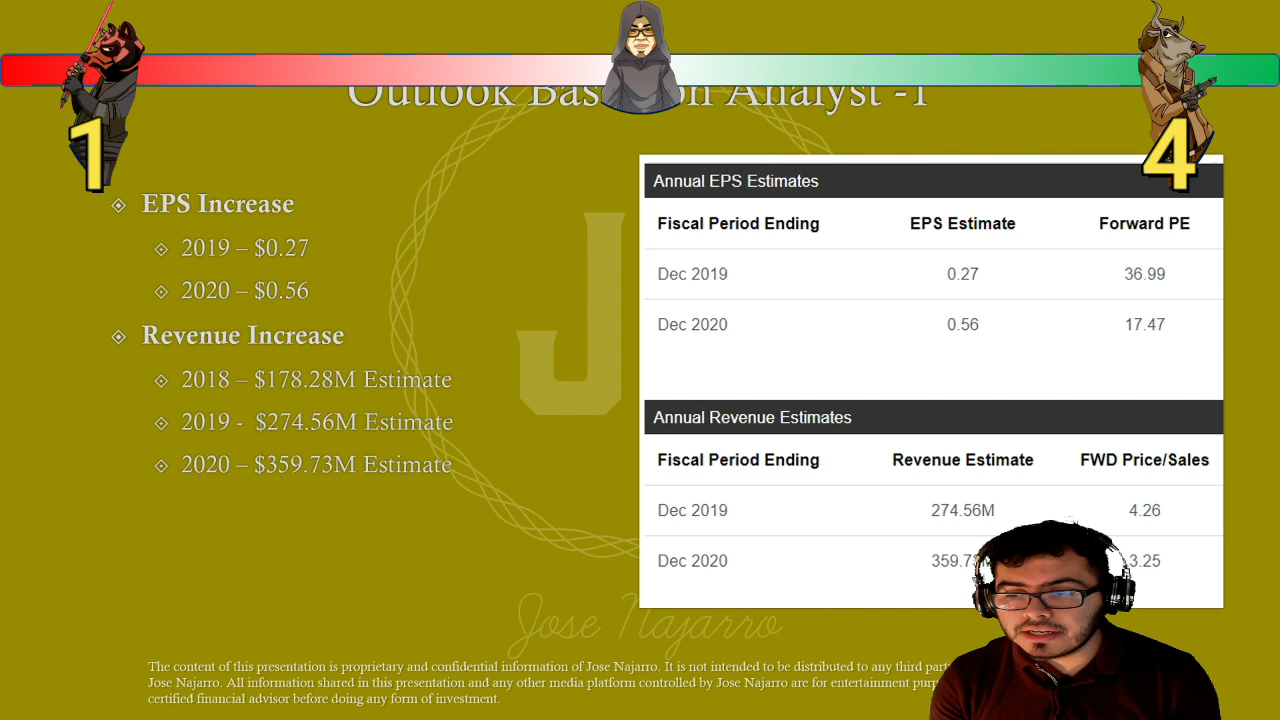 Outlook Bas on Analyst -1
1
4
EPS Increase
2019 – $0.27
2020 – $0.56
Revenue Increase
2018 – $178.28M Estimate
2019 - $274.56M Estimate
2020 – $359.73M Estimate
Annual EPS Estimates
Fiscal Period Ending EPS Estimate Forward PE
Dec 2019 0.27 36.99
Dec 2020 0.56 17.47
Annual Revenue Estimates
Fiscal Period Ending Revenue Estimate FWD Price/Sales
Dec 2019 274.56M 4.26
Dec 2020 359.7 3.25
J
Jose Najarro
The content of this presentation is proprietary and confidential information of Jose Najarro. It is not intended to be distributed to any third
Jose Najarro. All information shared in this presentation and any other media platform controlled by Jose Najarro are for entertainment
certified financial advisor before doing any form of investment.